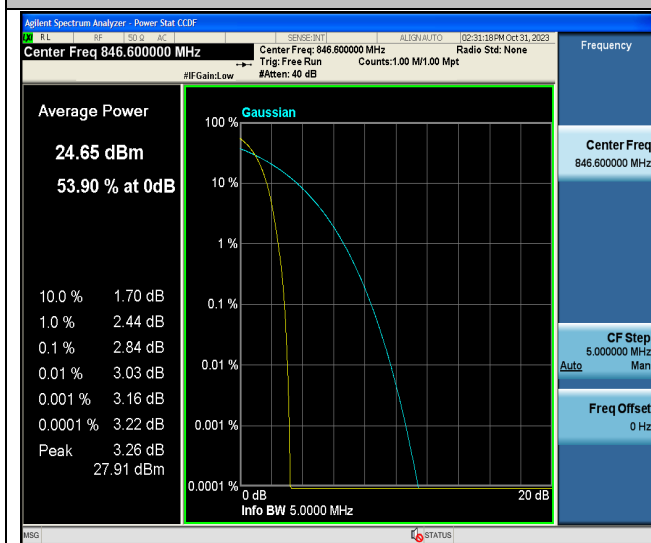 Agilent Spectrum Analyzer - Power Stat CCDF
LXI RL RF 50 Ω AC SENSE:INT ALIGNAUTO 02:31:18PM Oct 31, 2023
Center Freq 846.600000 MHz
Center Freq: 846.600000 MHz Radio Std: None
Trig: Free Run Counts:1.00 M/1.00 Mpt
#IFGain:Low #Atten: 40 dB
Frequency
Average Power
24.65 dBm
53.90 % at 0dB
10.0 % 1.70 dB
1.0 % 2.44 dB
0.1 % 2.84 dB
0.01 % 3.03 dB
0.001 % 3.16 dB
0.0001 % 3.22 dB
Peak 3.26 dB
27.91 dBm
Gaussian
100 %
10 %
1 %
0.1 %
0.01 %
0.001 %
0.0001 %
0 dB 20 dB
Info BW 5.0000 MHz
Center Freq
846.600000 MHz
CF Step
5.000000 MHz
Auto Man
Freq Offset
0 Hz
MSG STATUS